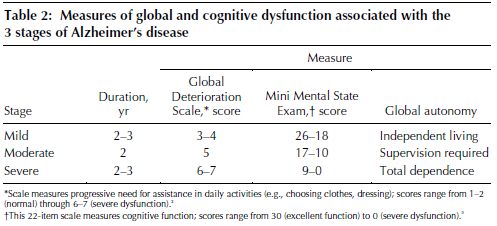 Table 2: Measures of global and cognitive dysfunction associated with the
3 stages of Alzheimer's disease
Measure
Stage Duration, yr Global Deterioration Scale,* score Mini Mental State Exam,† score Global autonomy
Mild 2–3 3–4 26–18 Independent living
Moderate 2 5 17–10 Supervision required
Severe 2–3 6–7 9–0 Total dependence
*Scale measures progressive need for assistance in daily activities (e.g., choosing clothes, dressing); scores range from 1–2
(normal) through 6–7 (severe dysfunction).²
†This 22-item scale measures cognitive function; scores range from 30 (excellent function) to 0 (severe dysfunction).³